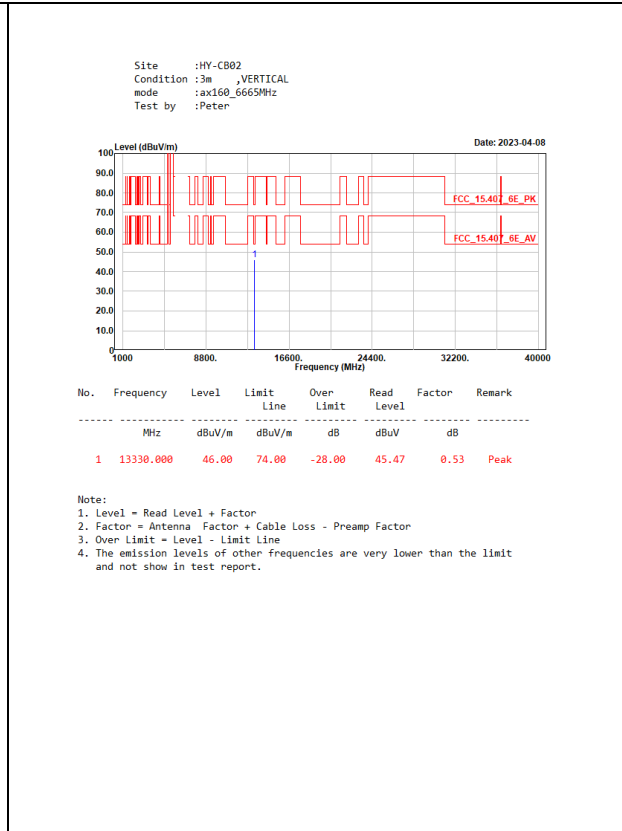 Site :HY-CB02
Condition :3m ,VERTICAL
mode :ax160_6665MHz
Test by :Peter
Level (dBuV/m)
Date: 2023-04-08
100
90.0
80.0
70.0
60.0
50.0
40.0
30.0
20.0
10.0
0
FCC_15.407_6E_PK
FCC_15.407_6E_AV
1
1000 8800. 16600. 24400. 32200. 40000
Frequency (MHz)
No. Frequency Level Limit Over Read Factor Remark
Line Limit Level
------ ----------- -------- --------- --------- --------- -------- ---------
MHz dBuV/m dBuV/m dB dBuV dB
1 13330.000 46.00 74.00 -28.00 45.47 0.53 Peak
Note:
1. Level = Read Level + Factor
2. Factor = Antenna Factor + Cable Loss - Preamp Factor
3. Over Limit = Level - Limit Line
4. The emission levels of other frequencies are very lower than the limit
and not show in test report.